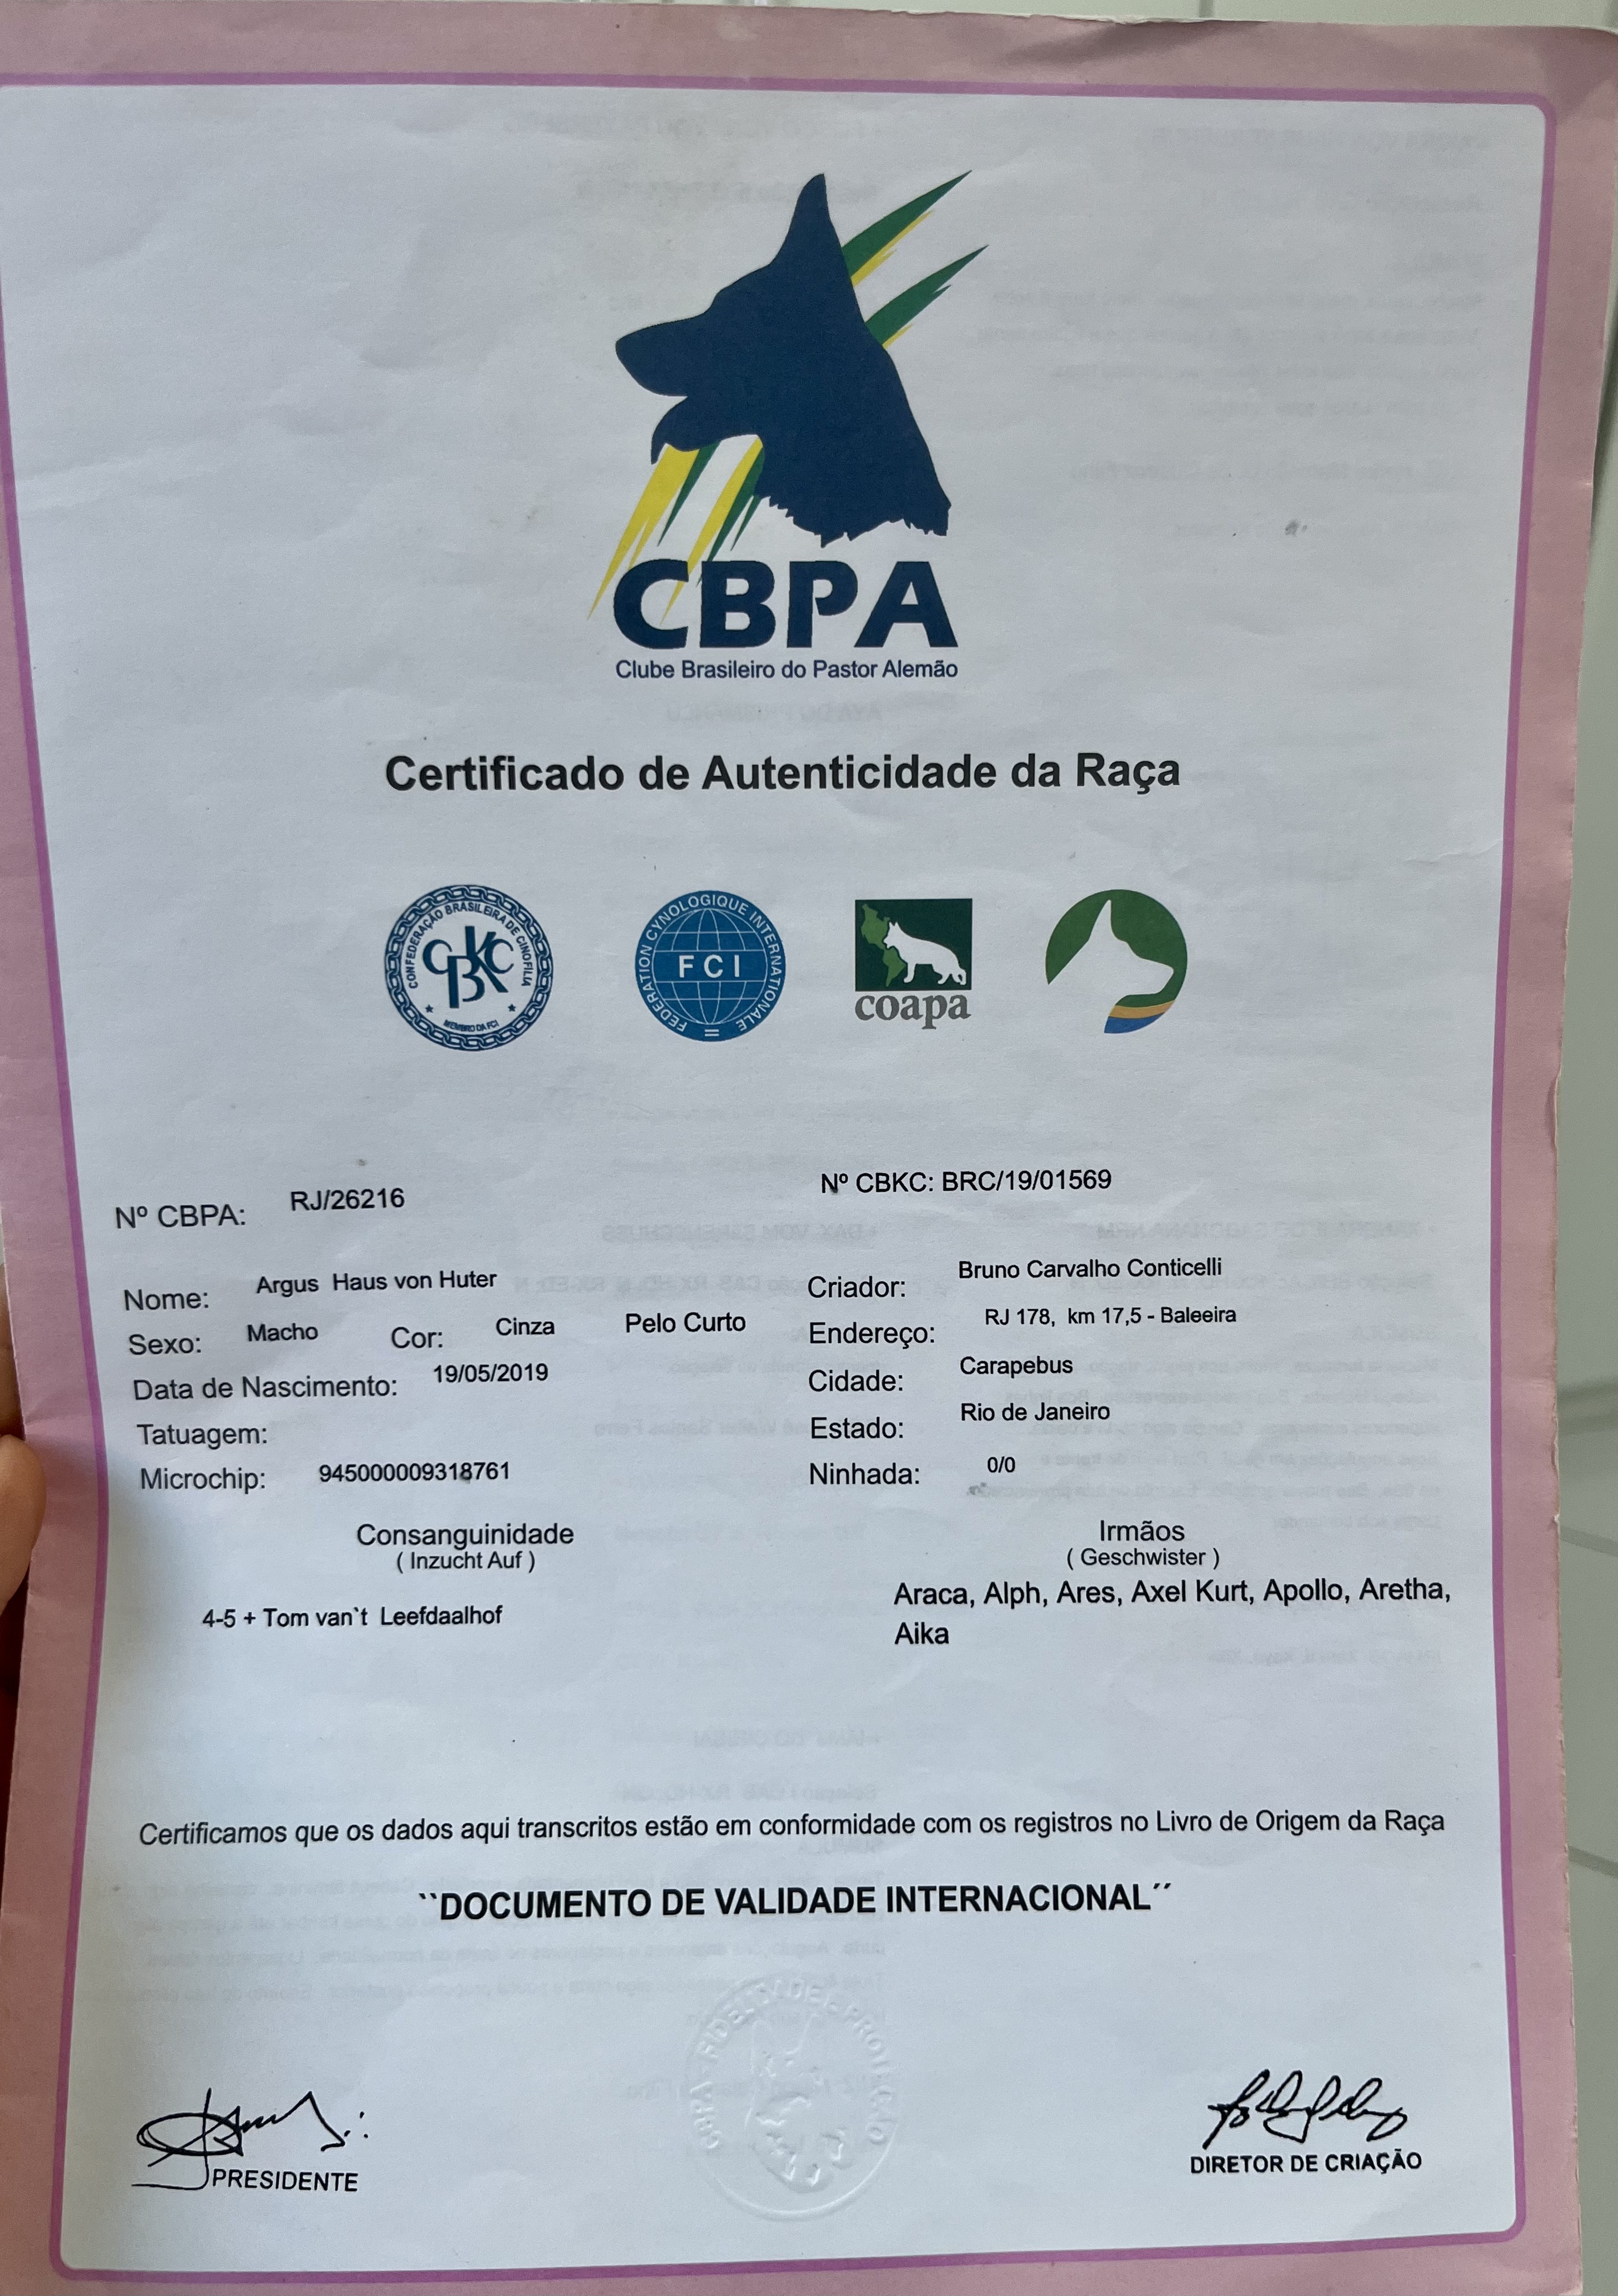 CBPA
Clube Brasileiro do Pastor Alemão
Certificado de Autenticidade da Raça
CONFEDERAÇÃO BRASILEIRA DE CINOFILIA
CBKC
MEMBRO DA FCI
FEDERATION CYNOLOGIQUE INTERNATIONALE
FCI
coapa
Nº CBPA: RJ/26216
Nº CBKC: BRC/19/01569
Nome: Argus Haus von Huter
Sexo: Macho Cor: Cinza Pelo Curto
Data de Nascimento: 19/05/2019
Tatuagem:
Microchip: 945000009318761
Criador: Bruno Carvalho Conticelli
Endereço: RJ 178, km 17,5 - Baleeira
Cidade: Carapebus
Estado: Rio de Janeiro
Ninhada: 0/0
Consanguinidade
( Inzucht Auf )
4-5 + Tom van`t Leefdaalhof
Irmãos
( Geschwister )
Araca, Alph, Ares, Axel Kurt, Apollo, Aretha,
Aika
Certificamos que os dados aqui transcritos estão em conformidade com os registros no Livro de Origem da Raça
``DOCUMENTO DE VALIDADE INTERNACIONAL´´
PRESIDENTE
DIRETOR DE CRIAÇÃO